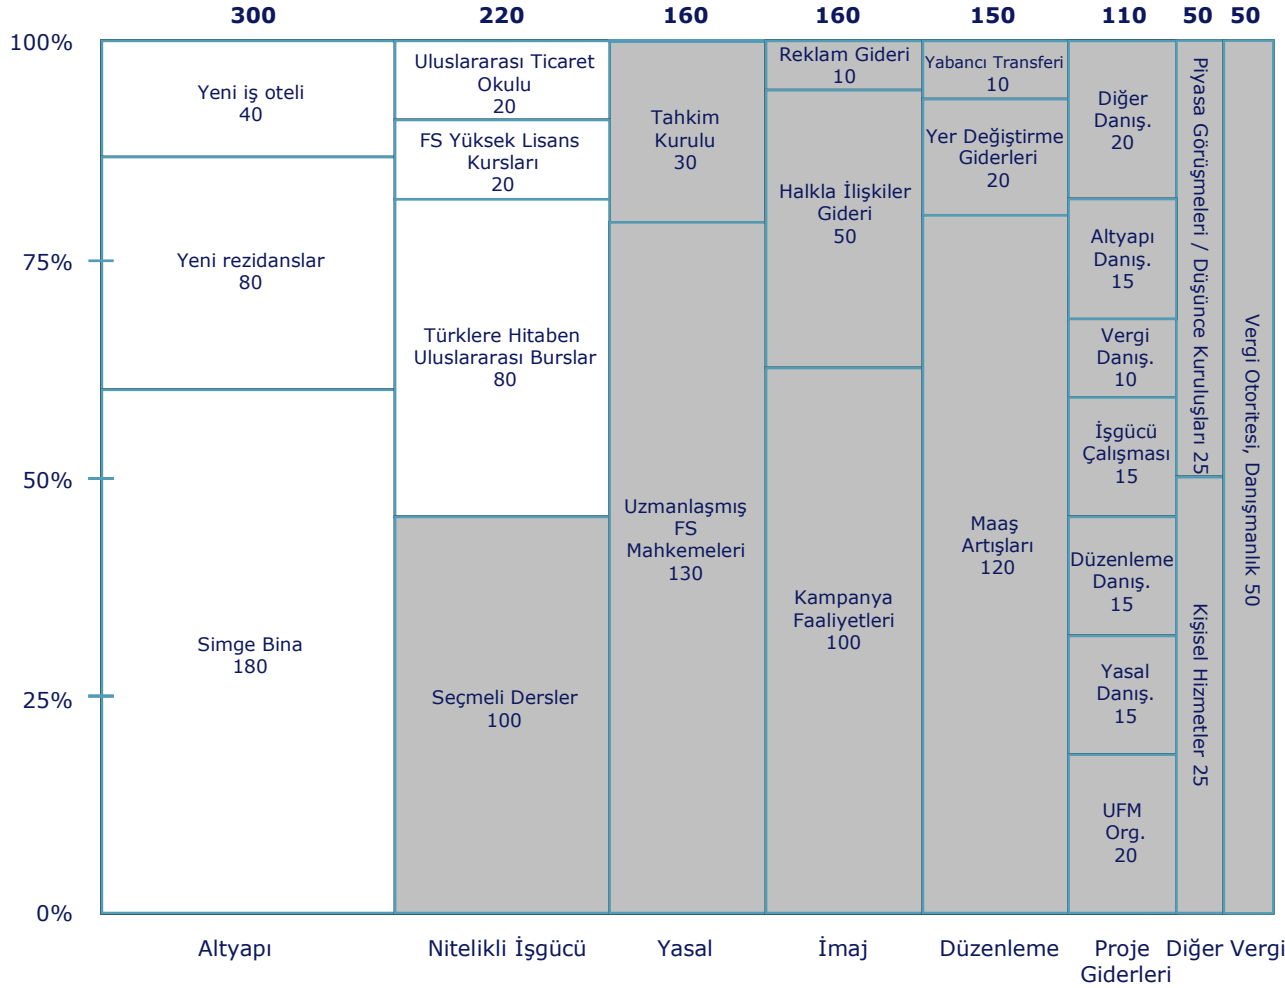 300 220 160 160 150 110 50 50
100%
75%
50%
25%
0%
Yeni iş oteli
40
Yeni rezidanslar
80
Simge Bina
180
Uluslararası Ticaret
Okulu
20
FS Yüksek Lisans
Kursları
20
Türklere Hitaben
Uluslararası Burslar
80
Seçmeli Dersler
100
Tahkim
Kurulu
30
Uzmanlaşmış
FS
Mahkemeleri
130
Reklam Gideri
10
Halkla İlişkiler
Gideri
50
Kampanya
Faaliyetleri
100
Yabancı Transferi
10
Yer Değiştirme
Giderleri
20
Maaş
Artışları
120
Diğer
Danış.
20
Altyapı
Danış.
15
Vergi
Danış.
10
İşgücü
Çalışması
15
Düzenleme
Danış.
15
Yasal
Danış.
15
UFM
Org.
20
Piyasa Görüşmeleri / Düşünce Kuruluşları 25
Kişisel Hizmetler 25
Vergi Otoritesi, Danışmanlık 50
Altyapı
Nitelikli İşgücü
Yasal
İmaj
Düzenleme
Proje
Giderleri
Diğer
Vergi